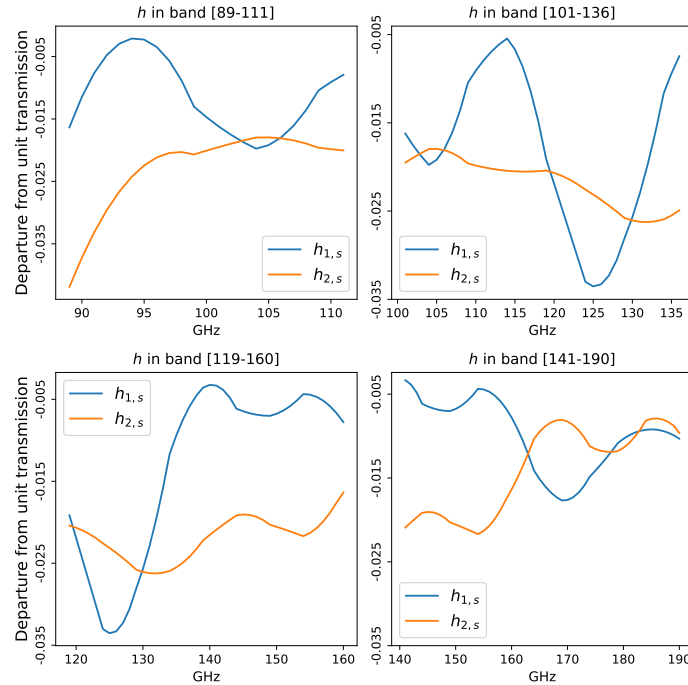 h in band [89-111]
h in band [101-136]
Departure from unit transmission
-0.005
-0.015
-0.025
-0.035
h1,s
h2,s
90 95 100 105 110
GHz
-0.005
-0.015
-0.025
-0.035
h1,s
h2,s
100 105 110 115 120 125 130 135
GHz
h in band [119-160]
h in band [141-190]
Departure from unit transmission
-0.005
-0.015
-0.025
-0.035
h1,s
h2,s
120 130 140 150 160
GHz
-0.005
-0.015
-0.025
-0.035
h1,s
h2,s
140 150 160 170 180 190
GHz